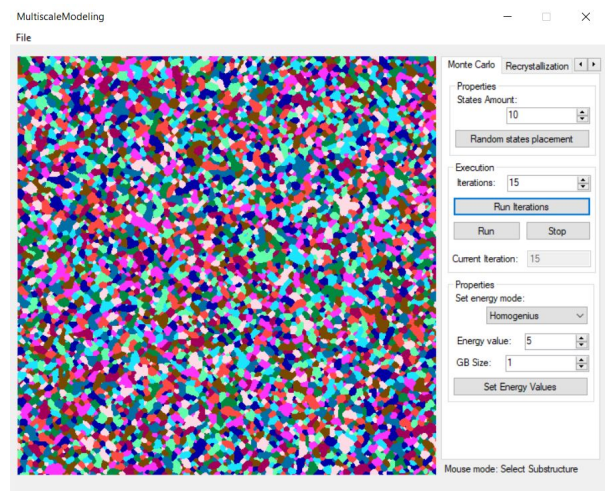 MultiscaleModeling
File
Monte Carlo Recrystallization
Properties
States Amount:
10
Random states placement
Execution
Iterations: 15
Run Iterations
Run Stop
Current Iteration: 15
Properties
Set energy mode:
Homogenius
Energy value: 5
GB Size: 1
Set Energy Values
Mouse mode: Select Substructure